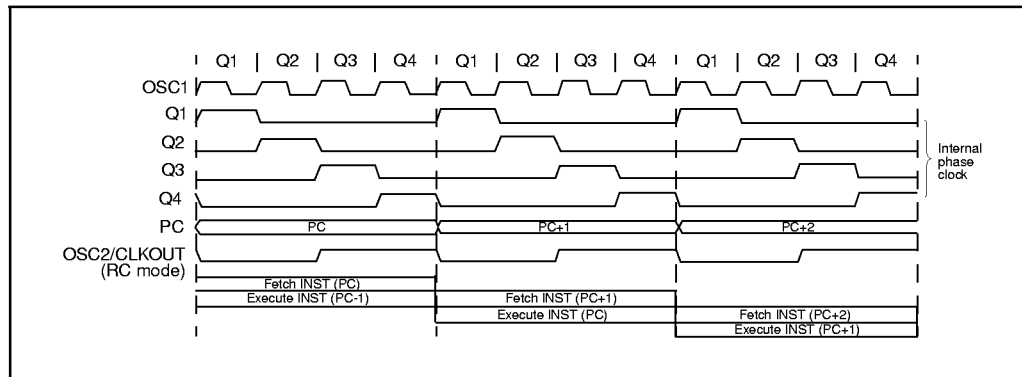 Q1 | Q2 | Q3 | Q4 | Q1 | Q2 | Q3 | Q4 | Q1 | Q2 | Q3 | Q4
OSC1
Q1
Q2
Q3
Q4
Internal
phase
clock
PC
PC
PC+1
PC+2
OSC2/CLKOUT
(RC mode)
Fetch INST (PC)
Execute INST (PC-1)
Fetch INST (PC+1)
Execute INST (PC)
Fetch INST (PC+2)
Execute INST (PC+1)